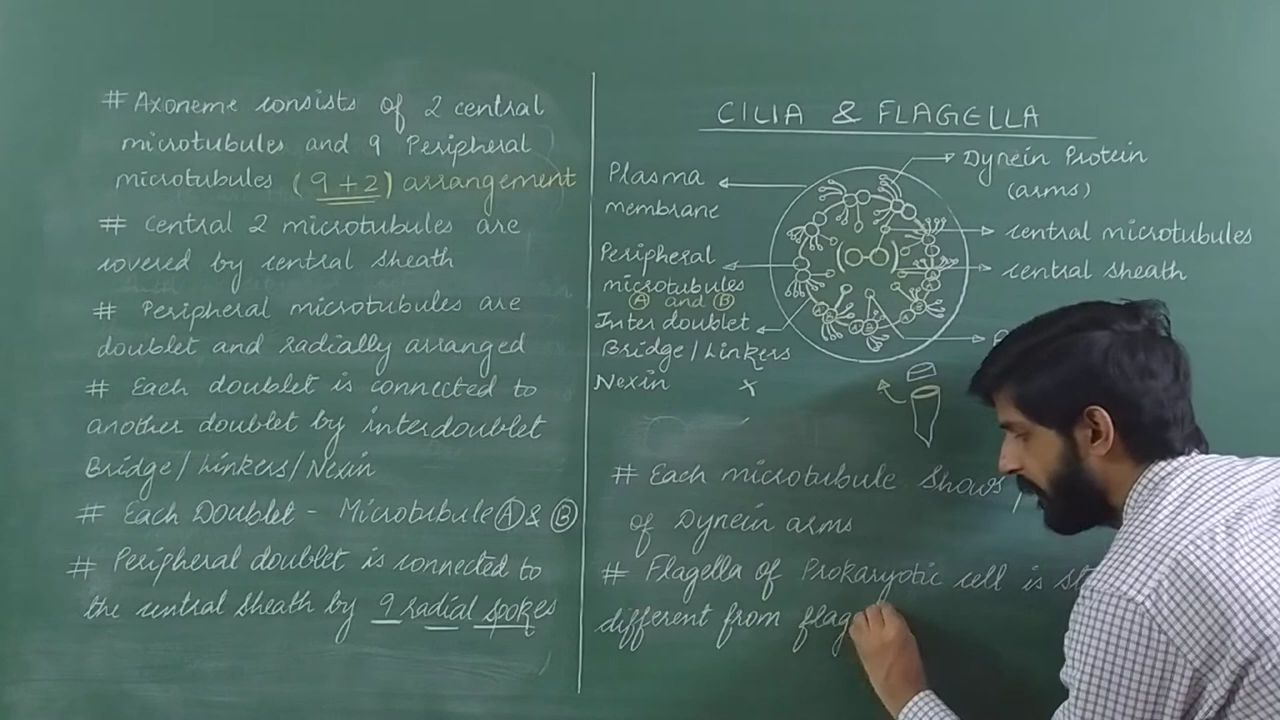 # Axoneme consists of 2 central
microtubules and 9 Peripheral
microtubules (9+2) arrangement
# Central 2 microtubules are
covered by central sheath
# Peripheral microtubules are
doublet and radially arranged
# Each doublet is connected to
another doublet by interdoublet
Bridge/Linkers/Nexin
# Each Doublet - Microtubule A & B
# Peripheral doublet is connected to
the central sheath by 9 radial spokes
CILIA & FLAGELLA
Plasma
membrane
Peripheral
microtubules
A and B
Inter doublet
Bridge/Linkers
Nexin
Dynein Protein
(arms)
central microtubules
central sheath
# Each microtubule shows
of Dynein arms
# Flagella of Prokaryotic cell is
different from flag